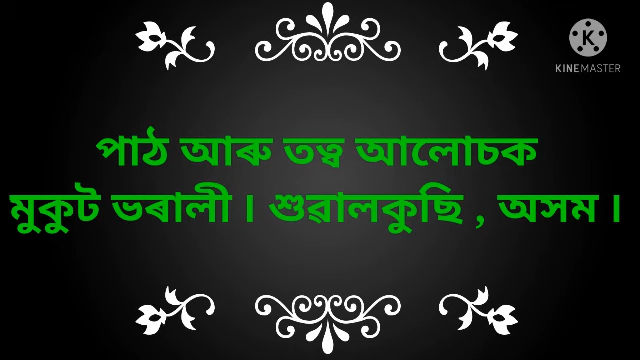 KINEMASTER
পাঠ আৰু তত্ব আলোচক
মুকুট ভৰালী । শুৱালকুছি , অসম ।